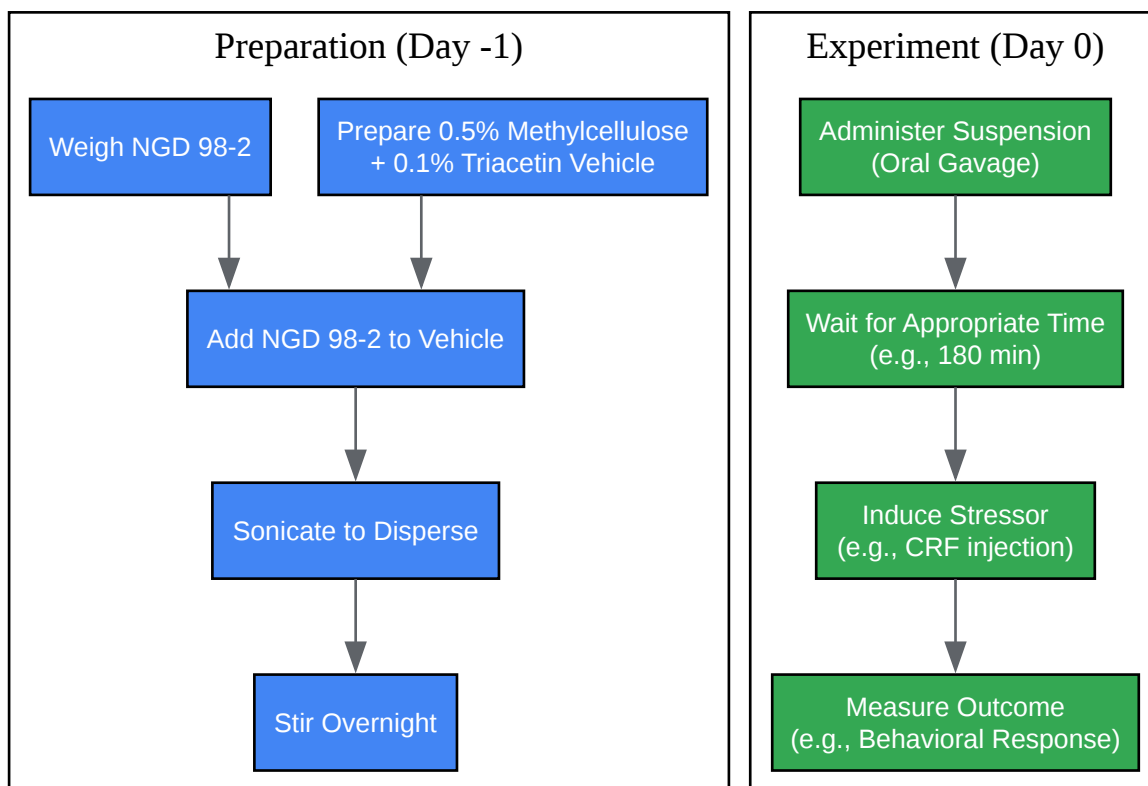 Preparation (Day -1)
Weigh NGD 98-2
Prepare 0.5% Methylcellulose
+ 0.1% Triacetin Vehicle
Add NGD 98-2 to Vehicle
Sonicate to Disperse
Stir Overnight
Experiment (Day 0)
Administer Suspension
(Oral Gavage)
Wait for Appropriate Time
(e.g., 180 min)
Induce Stressor
(e.g., CRF injection)
Measure Outcome
(e.g., Behavioral Response)